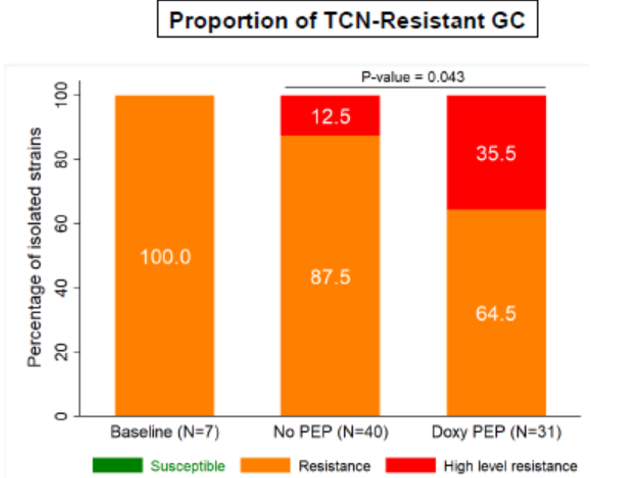 Proportion of TCN-Resistant GC
P-value = 0.043
Percentage of isolated strains
100
80
60
40
20
0
100.0
12.5
87.5
35.5
64.5
Baseline (N=7)
No PEP (N=40)
Doxy PEP (N=31)
Susceptible
Resistance
High level resistance